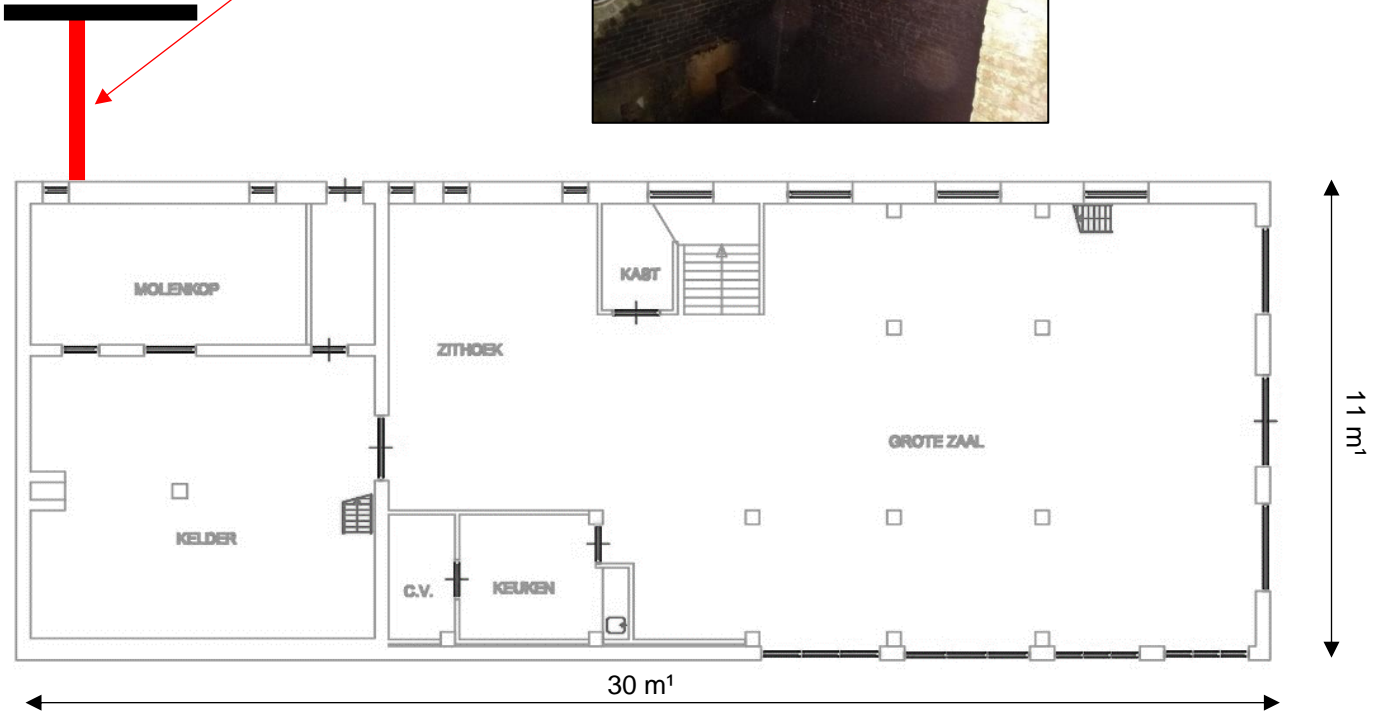 MOLENKOP
KAST
ZITHOEK
GROTE ZAAL
11 m¹
KELDER
C.V.
KEUKEN
30 m¹